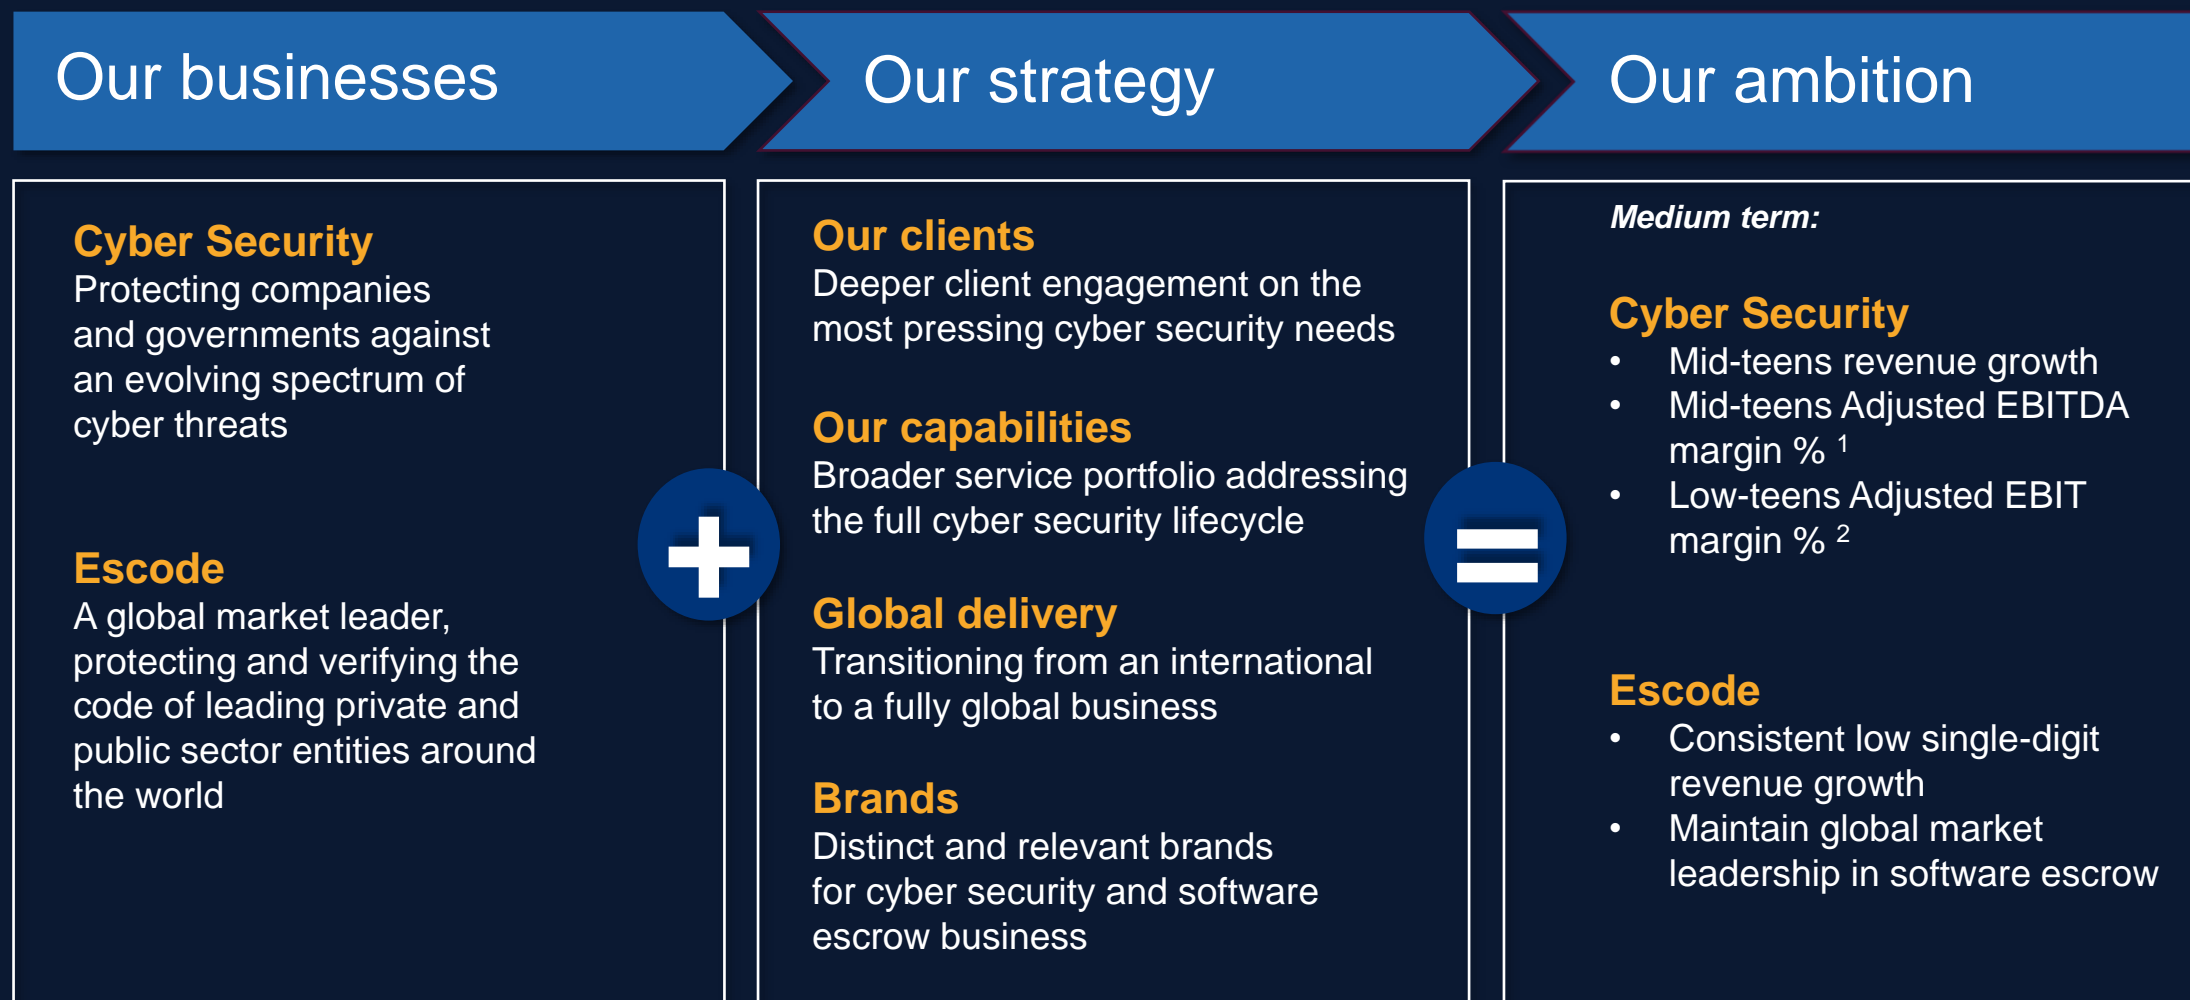 Our businesses
Our strategy
Our ambition
Cyber Security
Protecting companies
and governments against
an evolving spectrum of
cyber threats
Escode
A global market leader,
protecting and verifying the
code of leading private and
public sector entities around
the world
+
Our clients
Deeper client engagement on the
most pressing cyber security needs
Our capabilities
Broader service portfolio addressing
the full cyber security lifecycle
Global delivery
Transitioning from an international
to a fully global business
Brands
Distinct and relevant brands
for cyber security and software
escrow business
=
Medium term:
Cyber Security
• Mid-teens revenue growth
• Mid-teens Adjusted EBITDA
margin % 1
• Low-teens Adjusted EBIT
margin % 2
Escode
• Consistent low single-digit
revenue growth
• Maintain global market
leadership in software escrow